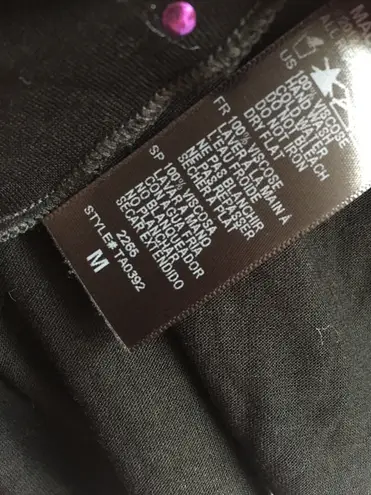 MA
US
100% VISCOSE
HAND WASH
COLD WATER
DO NOT BLEACH
DO NOT IRON
DRY FLAT
FR
100% VISCOSE
LAVER A LA MAIN À
L'EAU FROIDE
NE PAS BLANCHIR
NE PAS REPASSER
SECHER A PLAT
SP
100% VISCOSA
LAVAR A MANO
CON AGUA FRIA
NO BLANQUEADOR
NO PLANCHAR
SECAR EXTENDIDO
2266
STYLE# TA0392
M